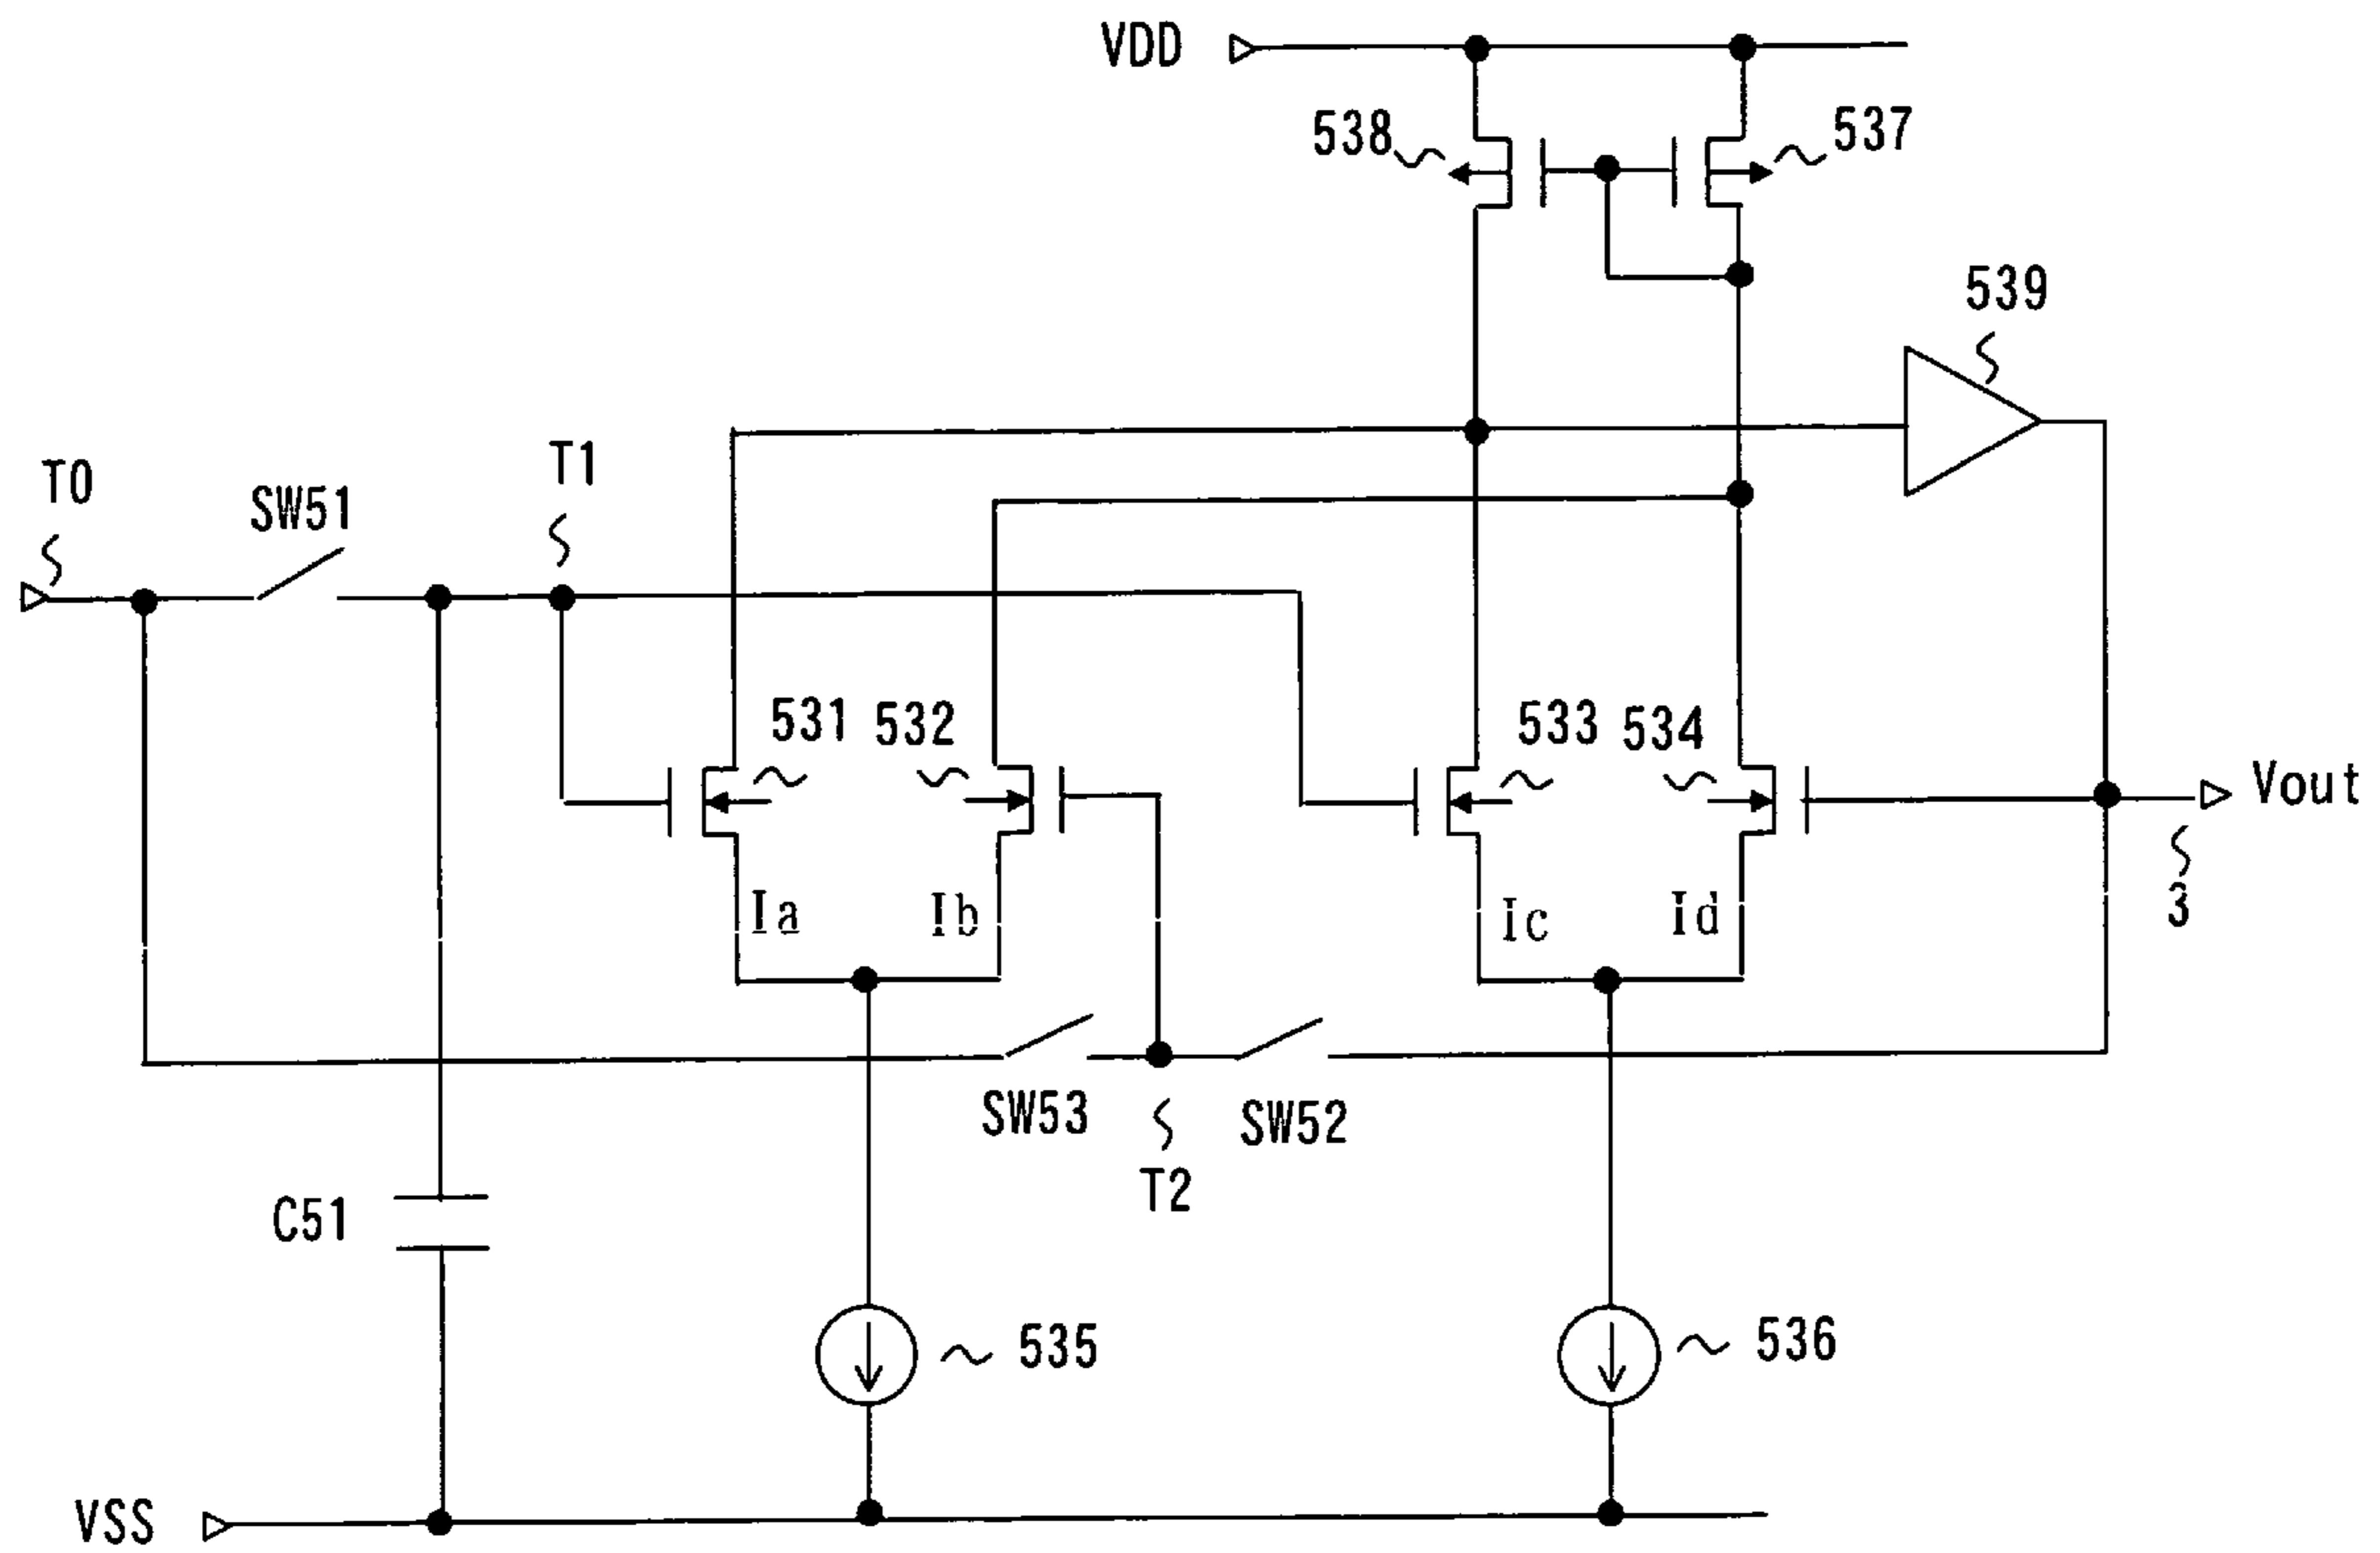 VDD
538
537
539
T0
SW51
T1
531
532
533
534
Vout
3
Ia
Ib
Ic
Id
SW53
SW52
T2
C51
535
536
VSS